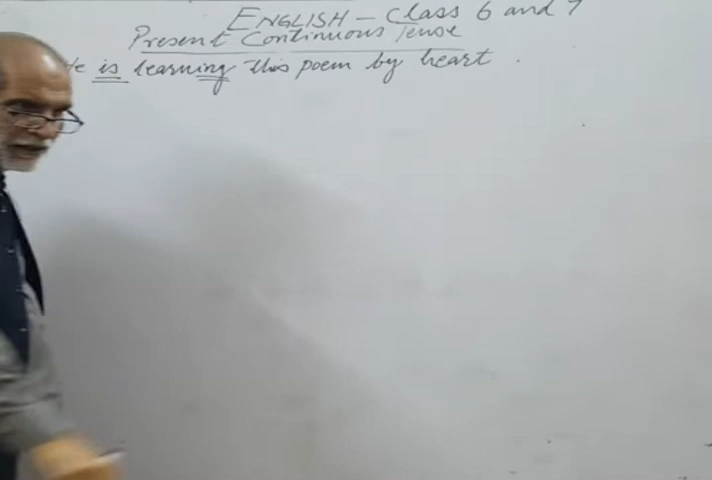 ENGLISH - Class 6 and 7
Present Continuous Tense
is learning this poem by heart .